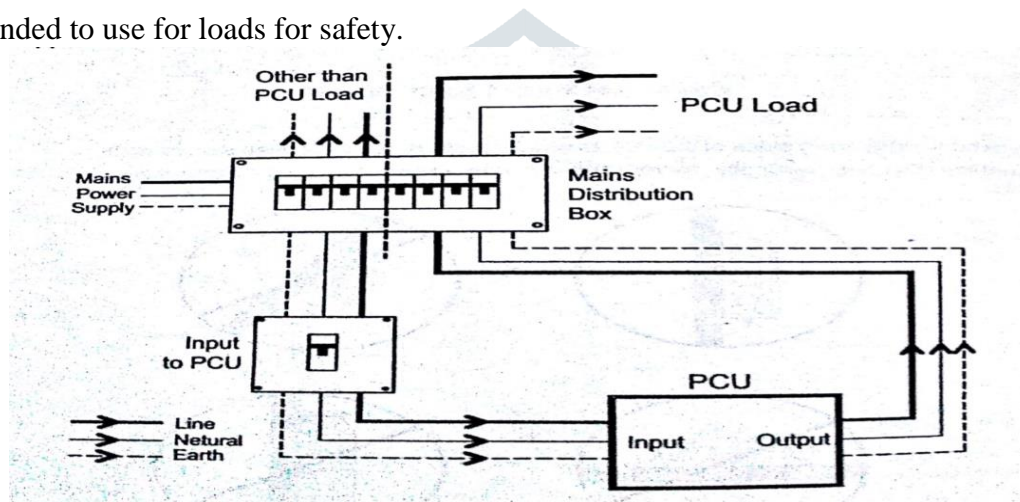 nded to use for loads for safety.
Other than
PCU Load
PCU Load
Mains
Power
Supply
Mains
Distribution
Box
Input
to PCU
PCU
Input
Output
Line
Netural
Earth